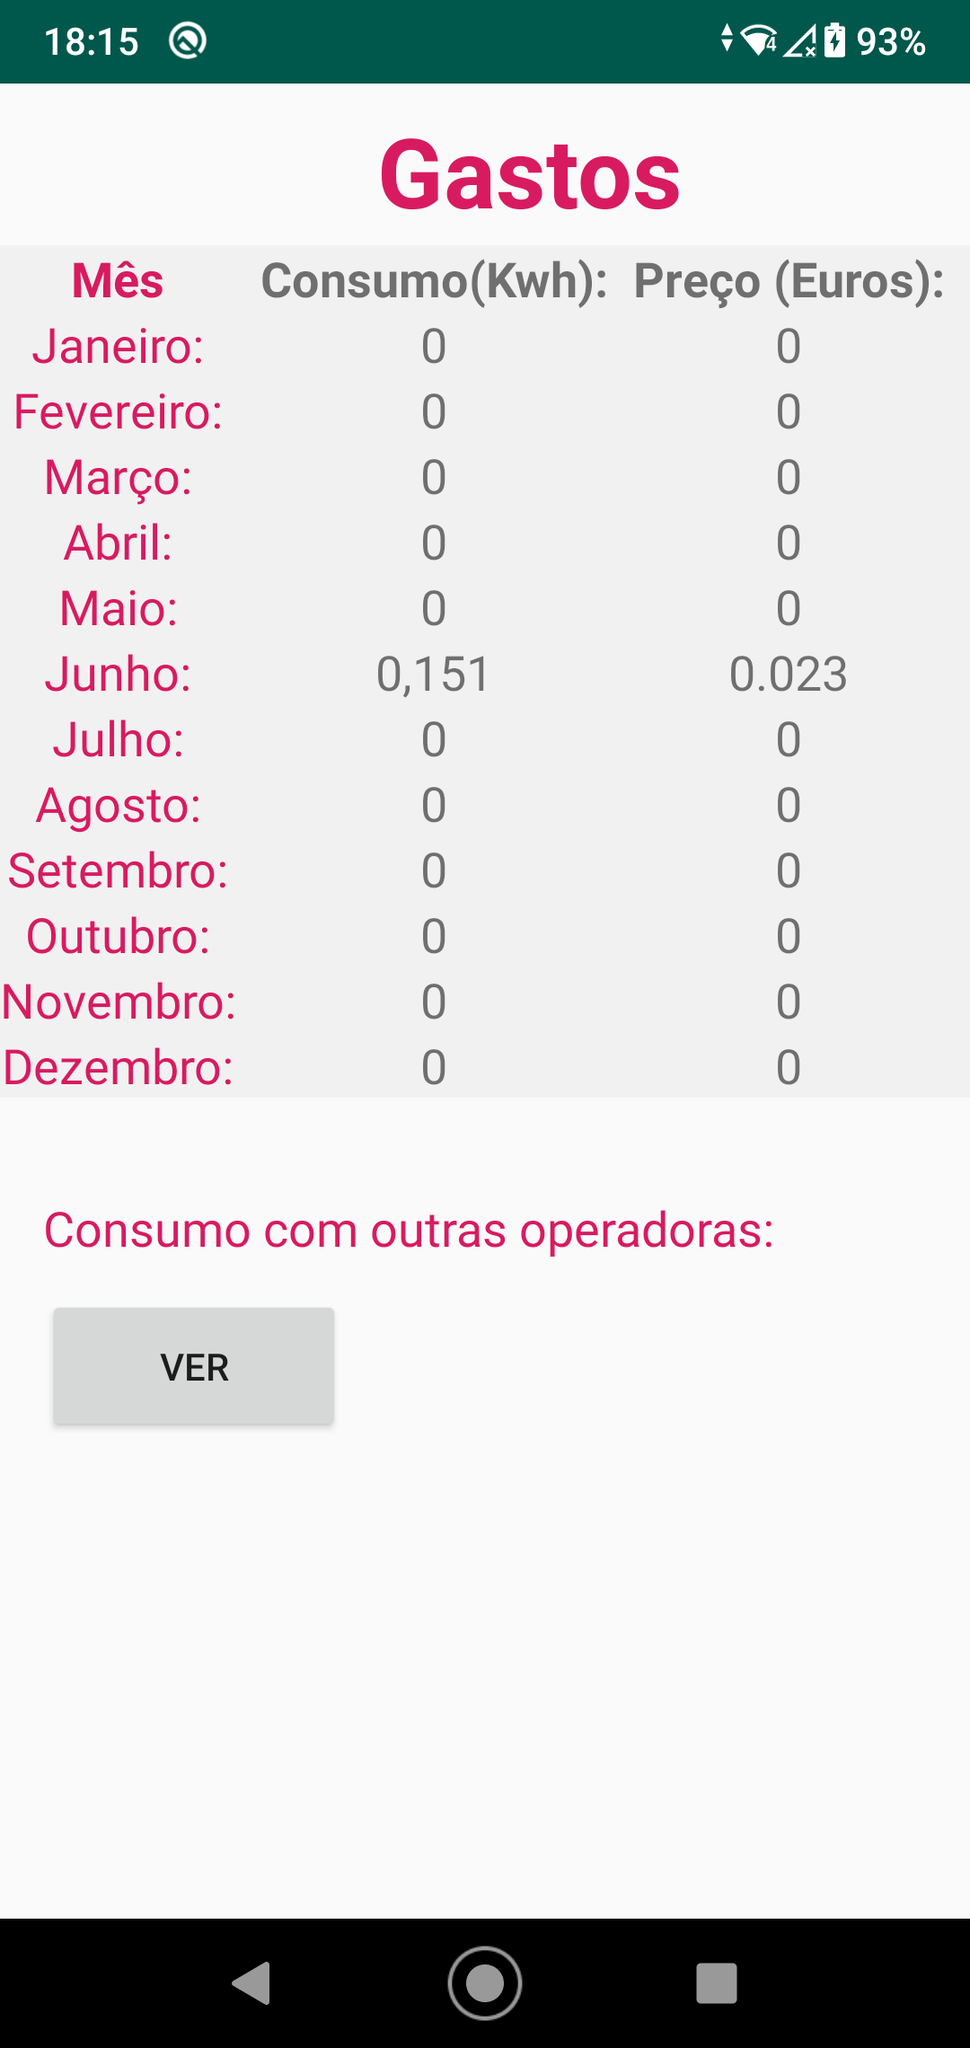 18:15 93%
Gastos
Mês Consumo(Kwh): Preço (Euros):
Janeiro: 0 0
Fevereiro: 0 0
Março: 0 0
Abril: 0 0
Maio: 0 0
Junho: 0,151 0.023
Julho: 0 0
Agosto: 0 0
Setembro: 0 0
Outubro: 0 0
Novembro: 0 0
Dezembro: 0 0
Consumo com outras operadoras:
VER